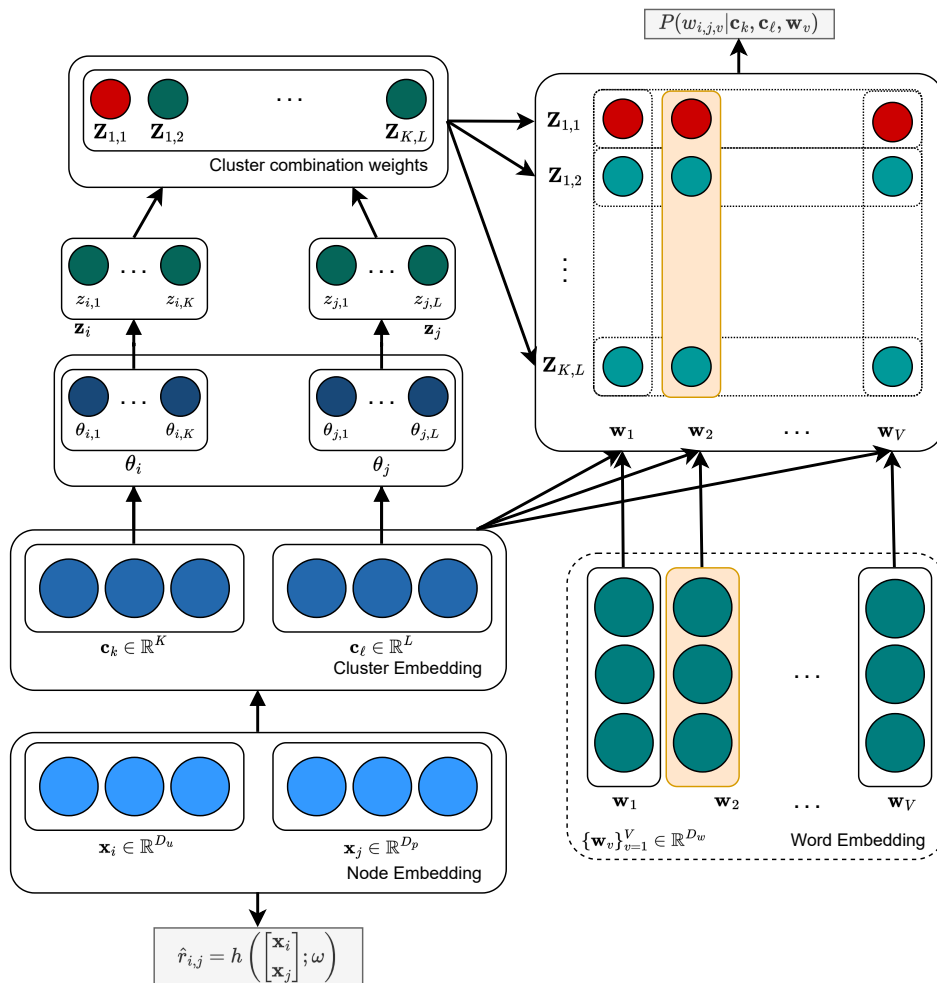 P(w_{i,j,v}|c_k, c_ℓ, w_v)
Z_{1,1} Z_{1,2} ... Z_{K,L}
Cluster combination weights
Z_{1,1}
Z_{1,2}
⋮
Z_{K,L}
w_1 w_2 ... w_V
... ...
z_{i,1} z_{i,K} z_{j,1} z_{j,L}
z_i z_j
... ...
θ_{i,1} θ_{i,K} θ_{j,1} θ_{j,L}
θ_i θ_j
c_k ∈ ℝ^K c_ℓ ∈ ℝ^L
Cluster Embedding
x_i ∈ ℝ^{D_u} x_j ∈ ℝ^{D_p}
Node Embedding
r̂_{i,j} = h([x_i x_j]; ω)
w_1 w_2 ... w_V
{w_v}_{v=1}^V ∈ ℝ^{D_w} Word Embedding